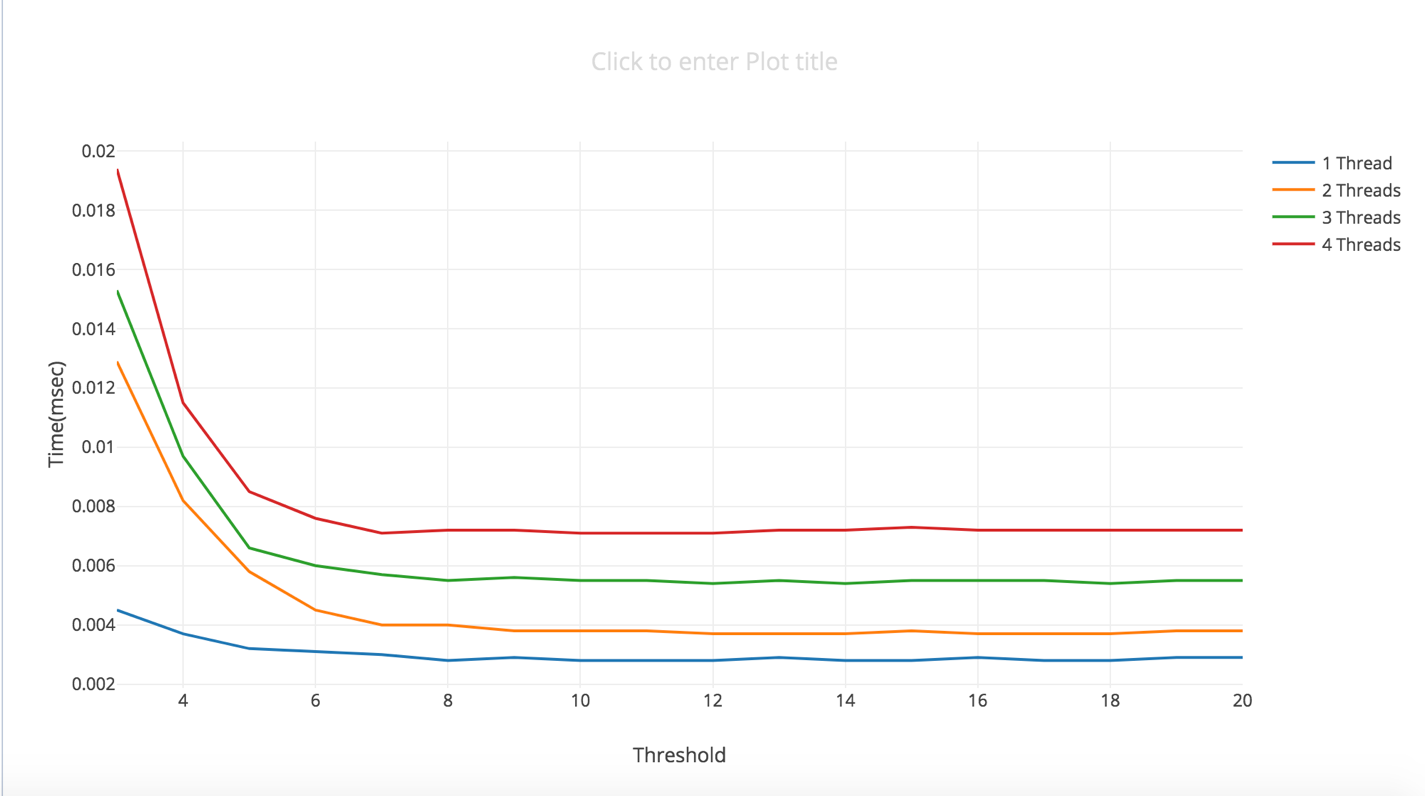 Click to enter Plot title
0.02
0.018
0.016
0.014
0.012
0.01
0.008
0.006
0.004
0.002
Time(msec)
4 6 8 10 12 14 16 18 20
Threshold
1 Thread
2 Threads
3 Threads
4 Threads